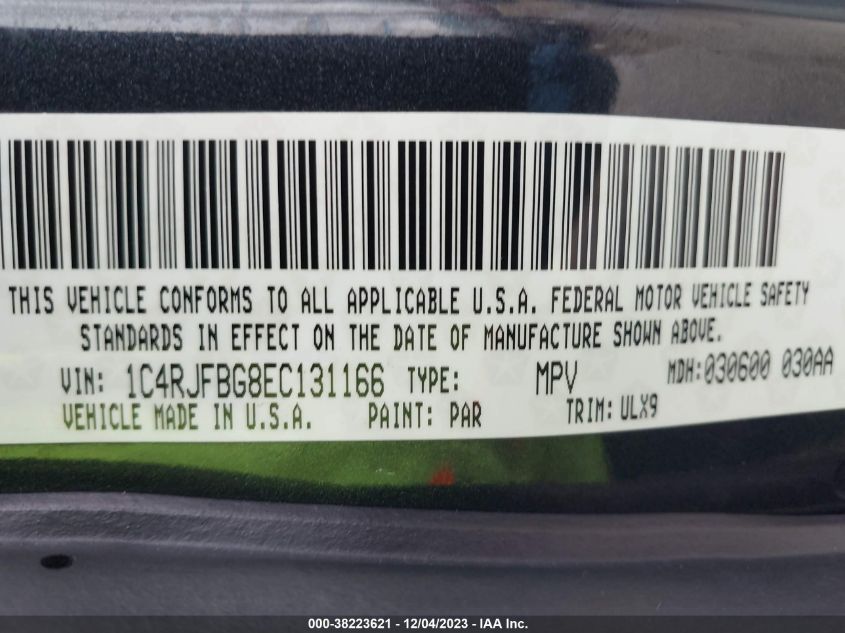 THIS VEHICLE CONFORMS TO ALL APPLICABLE U.S.A. FEDERAL MOTOR VEHICLE SAFETY
STANDARDS IN EFFECT ON THE DATE OF MANUFACTURE SHOWN ABOVE.
VIN: 1C4RJFBG8EC131166 TYPE: MPV MDH: 030600 030AA
VEHICLE MADE IN U.S.A. PAINT: PAR TRIM: ULX9
000-38223621 - 12/04/2023 - IAA Inc.